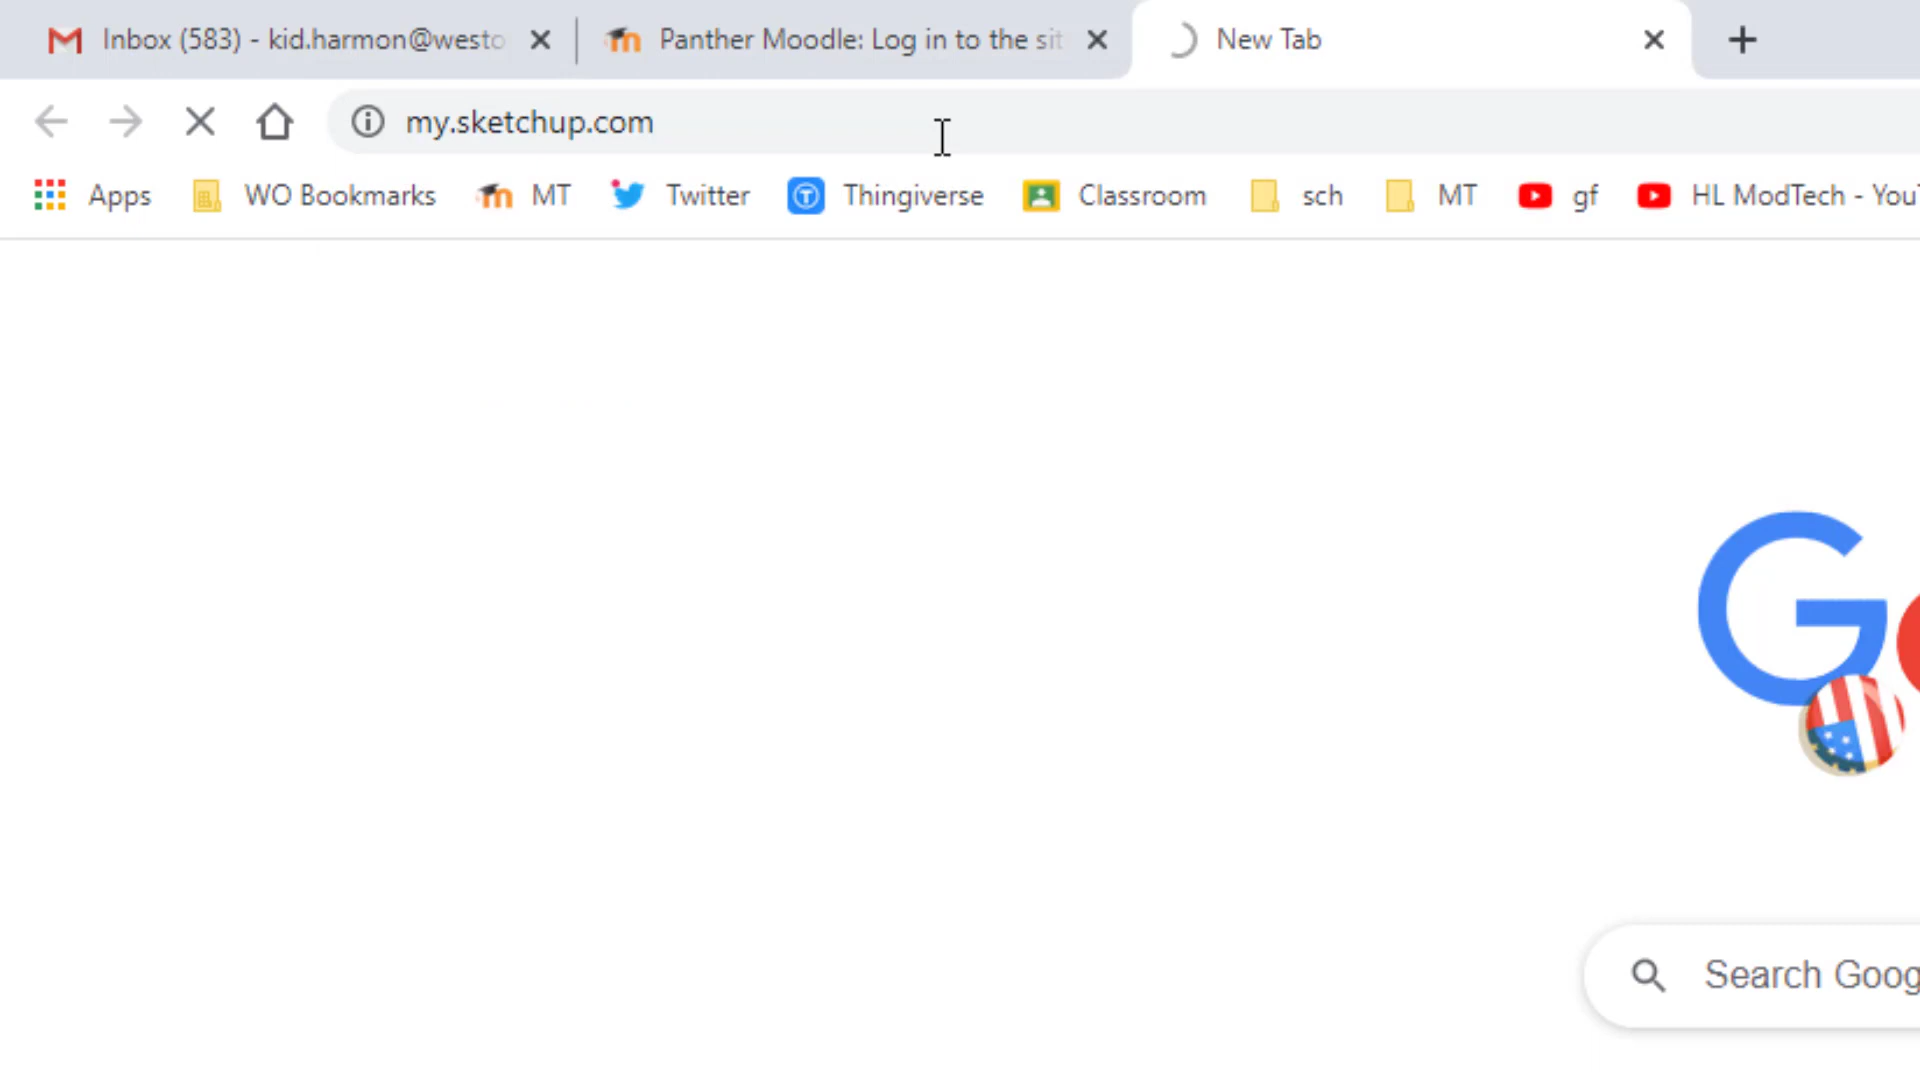 Inbox (583) - kid.harmon@westo
Panther Moodle: Log in to the sit
New Tab
my.sketchup.com
Apps
WO Bookmarks
MT
Twitter
Thingiverse
Classroom
sch
MT
gf
HL ModTech - You
Search Goog